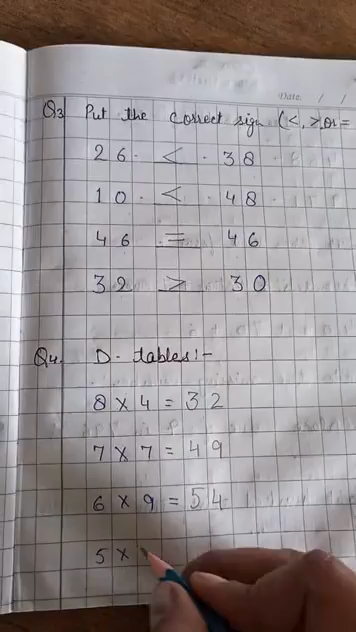 Date / /
Q3 Put the correct sign (<, > or =
26 < 38
10 < 48
46 = 46
32 > 30
Q4 D- tables:-
8 × 4 = 32
7 × 7 = 49
6 × 9 = 54
5 ×